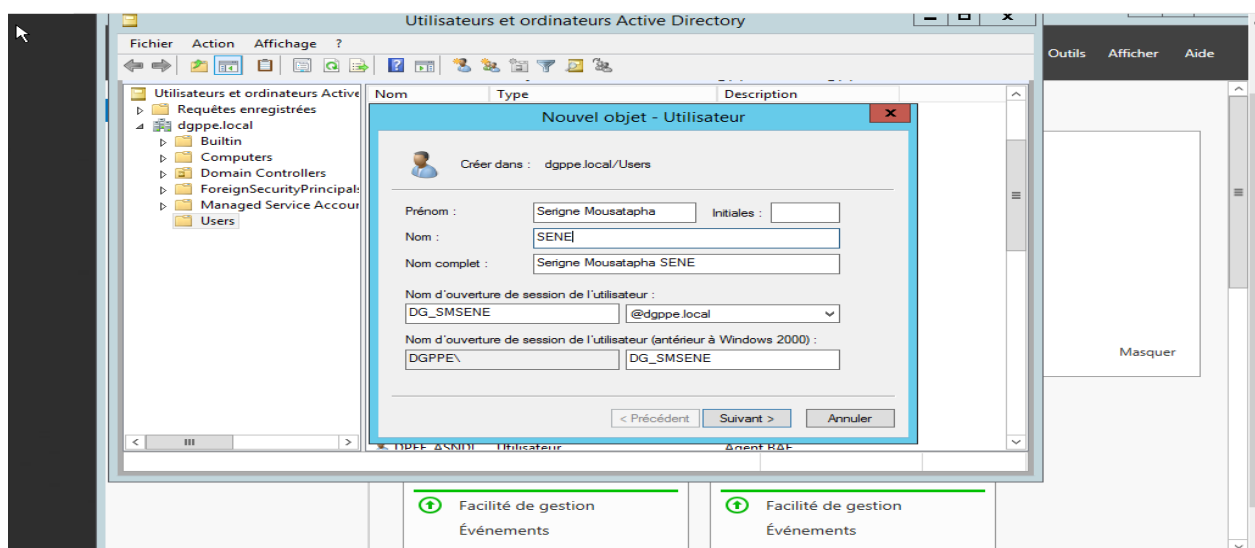 Utilisateurs et ordinateurs Active Directory
Fichier Action Affichage ?
Outils Afficher Aide
Utilisateurs et ordinateurs Active
Requêtes enregistrées
dgppe.local
Builtin
Computers
Domain Controllers
ForeignSecurityPrincipal
Managed Service Accour
Users
Nom Type Description
Nouvel objet - Utilisateur
Créer dans : dgppe.local/Users
Prénom : Serigne Mousatapha Initiales :
Nom : SENE
Nom complet : Serigne Mousatapha SENE
Nom d'ouverture de session de l'utilisateur :
DG_SMSENE @dgppe.local
Nom d'ouverture de session de l'utilisateur (antérieur à Windows 2000) :
DGPPE\ DG_SMSENE
< Précédent Suivant > Annuler
Masquer
Utilisateur Agent BAF
Facilité de gestion
Événements
Facilité de gestion
Événements